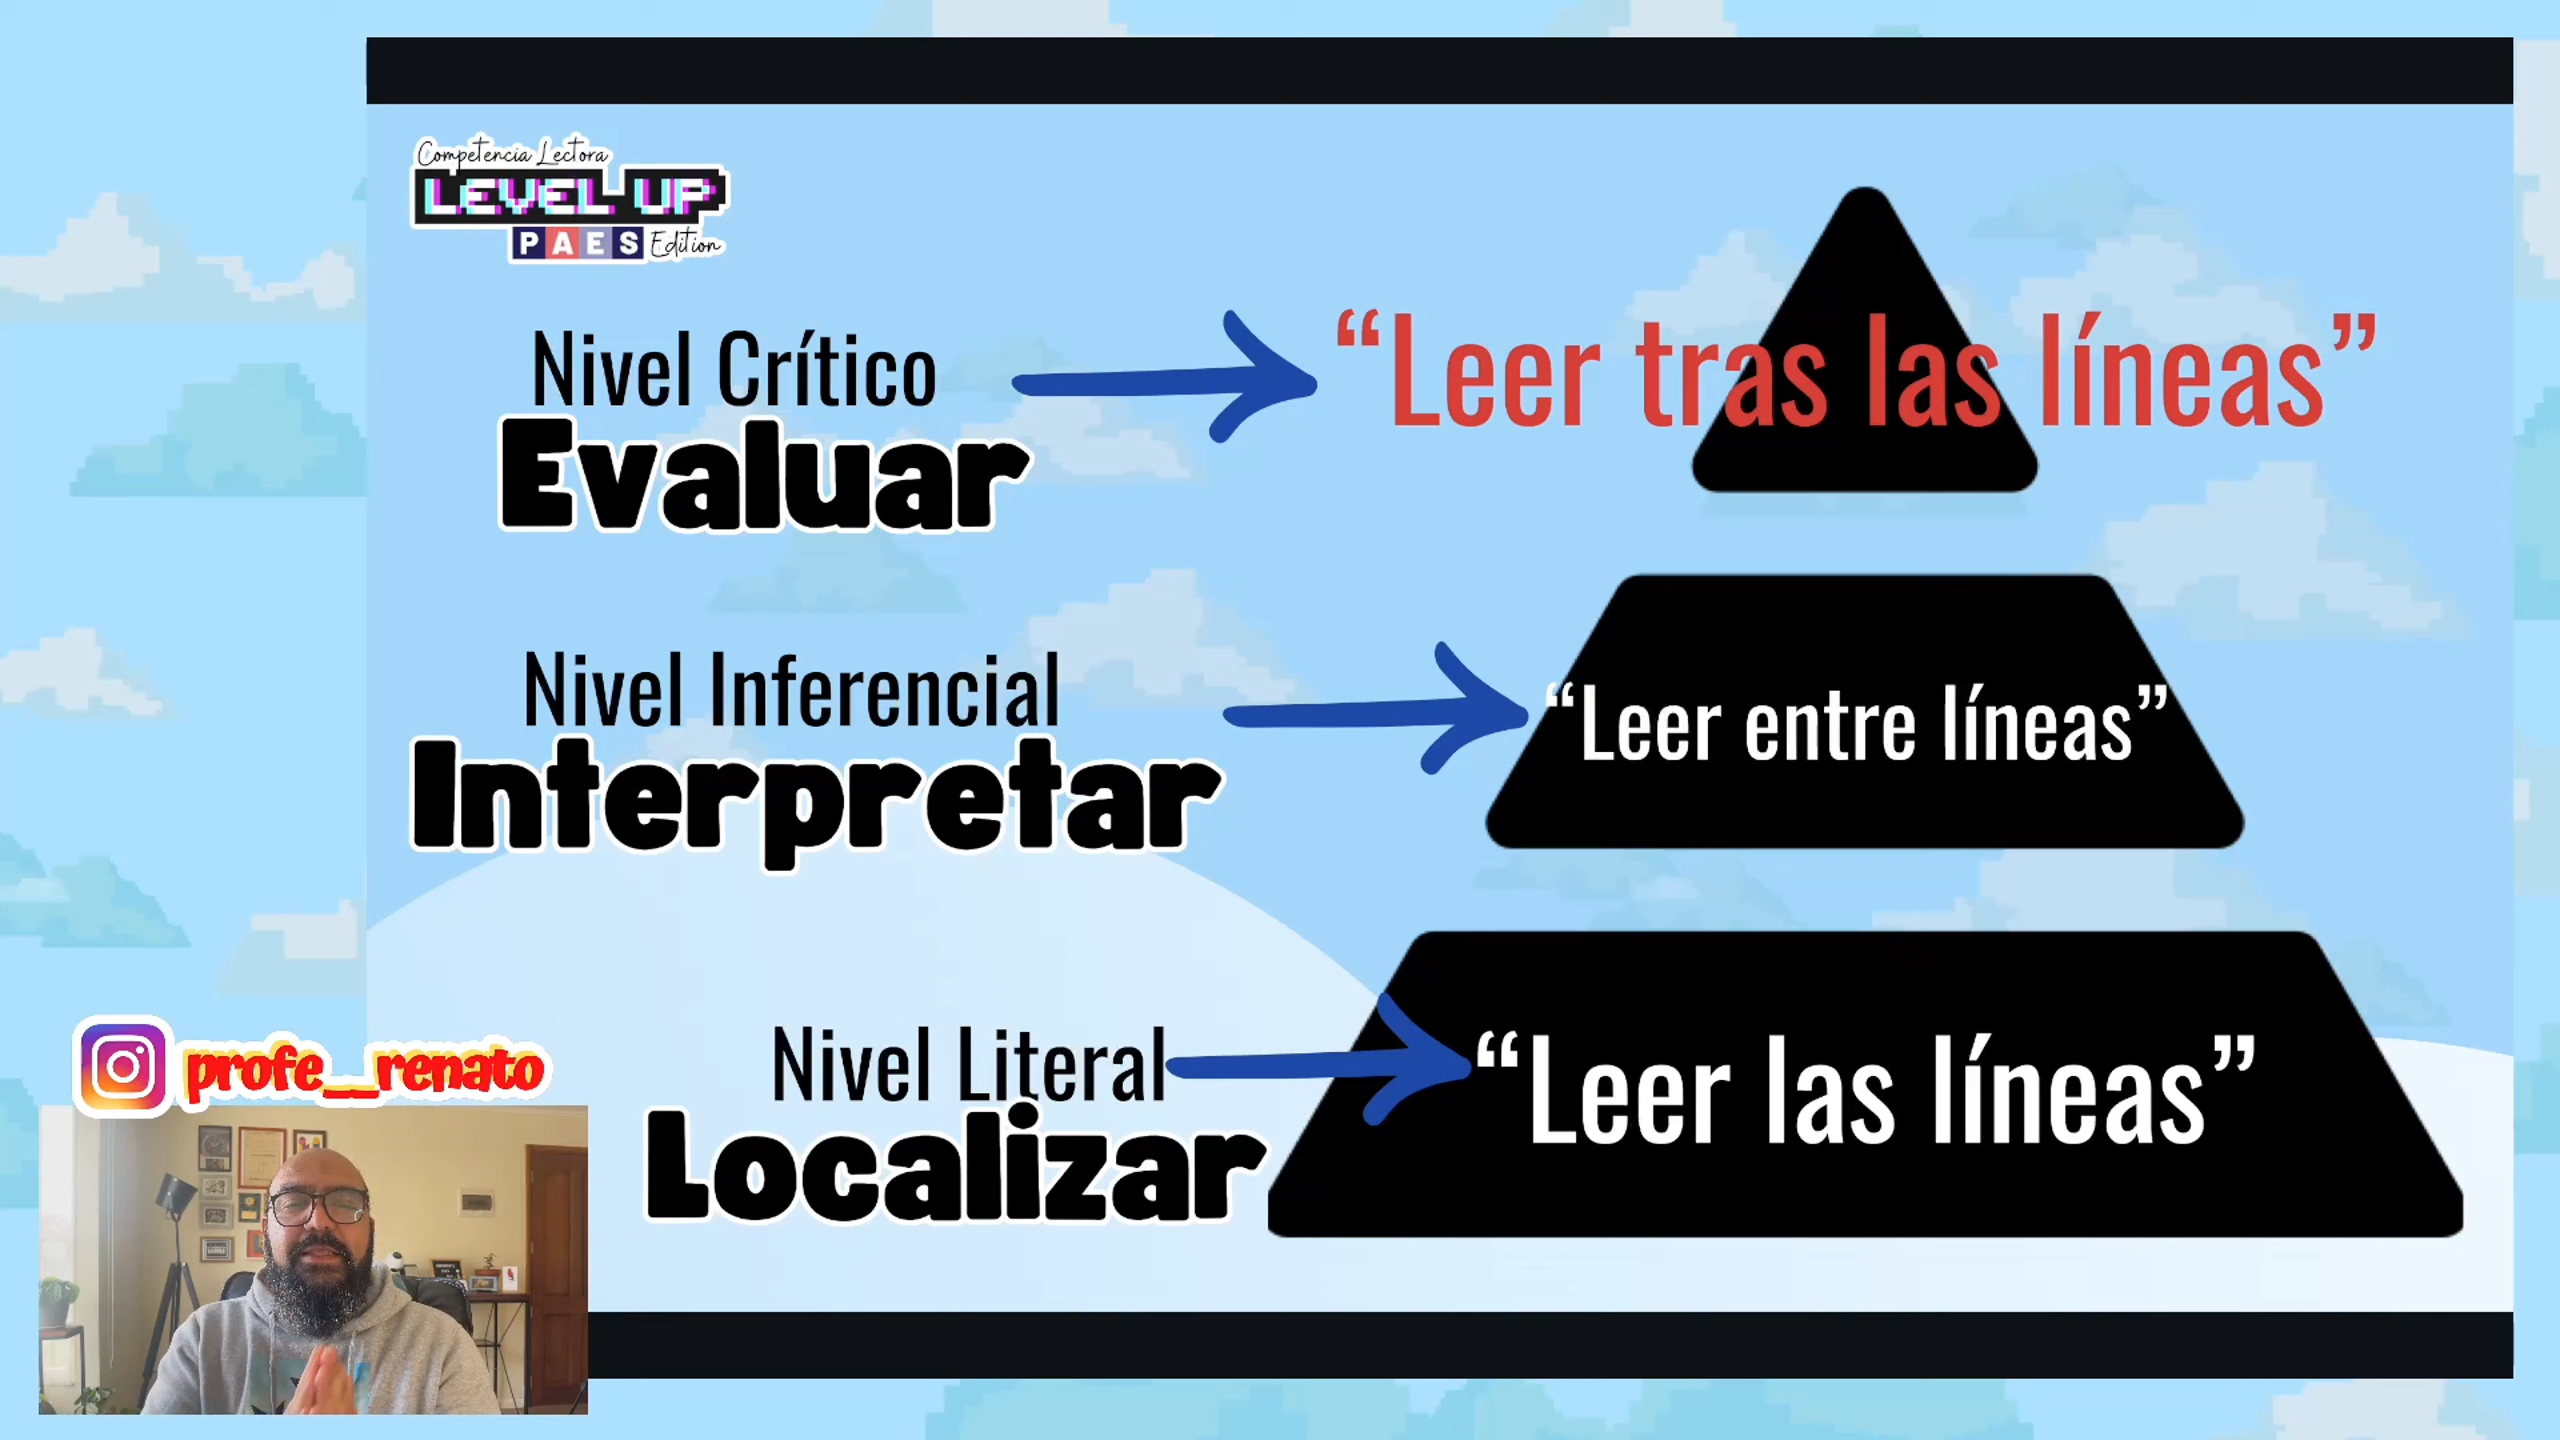 Competencia Lectora
LEVEL UP
PAES Edition
Nivel Crítico
Evaluar
“Leer tras las líneas”
Nivel Inferencial
Interpretar
“Leer entre líneas”
Nivel Literal
Localizar
“Leer las líneas”
profe__renato